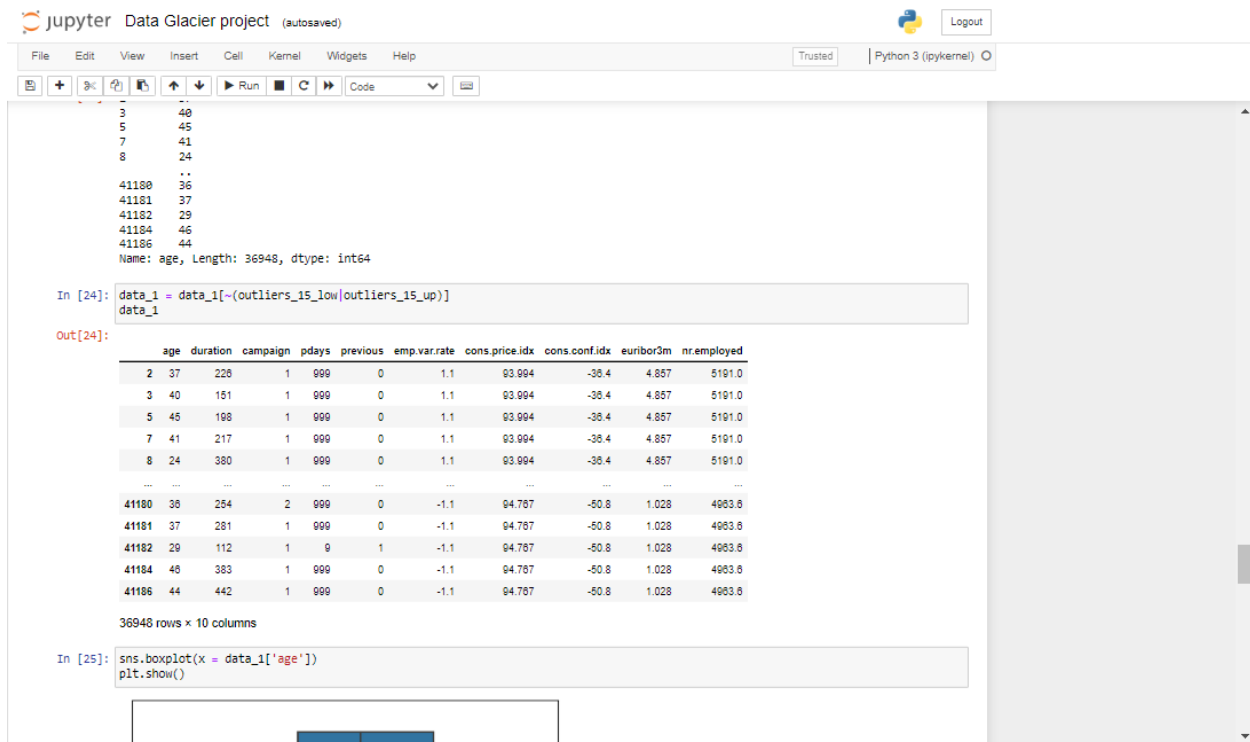 jupyter Data Glacier project (autosaved)
Logout
File Edit View Insert Cell Kernel Widgets Help
Trusted
Python 3 (ipykernel)
Run
Code
3 40
5 45
7 41
8 24
..
41180 36
41181 37
41182 29
41184 46
41186 44
Name: age, Length: 36948, dtype: int64
In [24]: data_1 = data_1[~(outliers_15_low|outliers_15_up)]
data_1
Out[24]:
age duration campaign pdays previous emp.var.rate cons.price.idx cons.conf.idx euribor3m nr.employed
2 37 226 1 999 0 1.1 93.994 -36.4 4.857 5191.0
3 40 151 1 999 0 1.1 93.994 -36.4 4.857 5191.0
5 45 198 1 999 0 1.1 93.994 -36.4 4.857 5191.0
7 41 217 1 999 0 1.1 93.994 -36.4 4.857 5191.0
8 24 380 1 999 0 1.1 93.994 -36.4 4.857 5191.0
... ... ... ... ... ... ... ... ... ... ...
41180 36 254 2 999 0 -1.1 94.767 -50.8 1.028 4963.6
41181 37 281 1 999 0 -1.1 94.767 -50.8 1.028 4963.6
41182 29 112 1 9 1 -1.1 94.767 -50.8 1.028 4963.6
41184 46 383 1 999 0 -1.1 94.767 -50.8 1.028 4963.6
41186 44 442 1 999 0 -1.1 94.767 -50.8 1.028 4963.6
36948 rows × 10 columns
In [25]: sns.boxplot(x = data_1['age'])
plt.show()